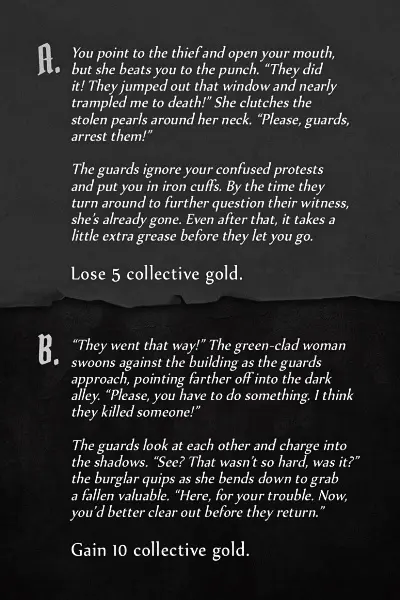 A. You point to the thief and open your mouth,
but she beats you to the punch. “They did
it! They jumped out that window and nearly
trampled me to death!” She clutches the
stolen pearls around her neck. “Please, guards,
arrest them!”
The guards ignore your confused protests
and put you in iron cuffs. By the time they
turn around to further question their witness,
she’s already gone. Even after that, it takes a
little extra grease before they let you go.
Lose 5 collective gold.
B. “They went that way!” The green-clad woman
swoons against the building as the guards
approach, pointing farther off into the dark
alley. “Please, you have to do something. I think
they killed someone!”
The guards look at each other and charge into
the shadows. “See? That wasn’t so hard, was it?”
the burglar quips as she bends down to grab
a fallen valuable. “Here, for your trouble. Now,
you’d better clear out before they return.”
Gain 10 collective gold.